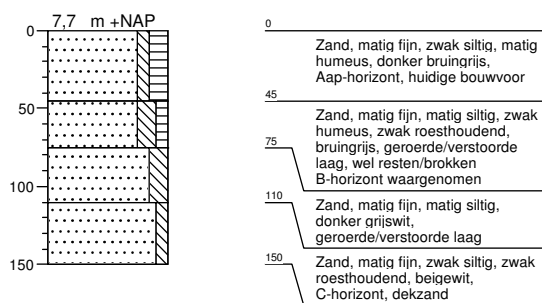 7,7 m +NAP
0
50
100
150
0
Zand, matig fijn, zwak siltig, matig
humeus, donker bruingrijs,
Aap-horizont, huidige bouwvoor
45
Zand, matig fijn, matig siltig, zwak
humeus, zwak roesthoudend,
bruingrijs, geroerde/verstoorde
laag, wel resten/brokken
B-horizont waargenomen
75
Zand, matig fijn, matig siltig,
donker grijswit,
geroerde/verstoorde laag
110
Zand, matig fijn, zwak siltig, zwak
roesthoudend, beigewit,
C-horizont, dekzand
150